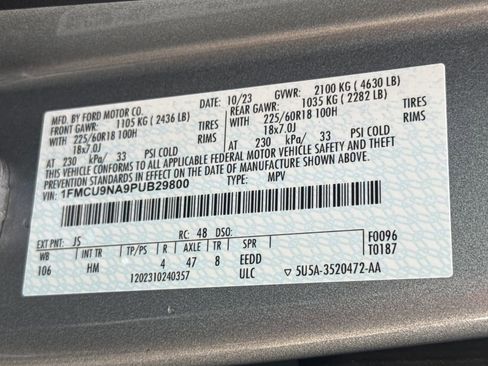 MFD. BY FORD MOTOR CO.
DATE: 10/23 GVWR: 2100 KG ( 4630 LB)
FRONT GAWR: 1105 KG ( 2436 LB) REAR GAWR: 1035 KG ( 2282 LB)
WITH 225/60R18 100H TIRES WITH 225/60R18 100H TIRES
18x7.0J 18x7.0J
AT 230 kPa/ 33 PSI COLD AT 230 kPa/ 33 PSI COLD
THIS VEHICLE CONFORMS TO ALL APPLICABLE FEDERAL MOTOR VEHICLE SAFETY AND THEFT PREVENTION
STANDARDS IN EFFECT ON THE DATE OF MANUFACTURE SHOWN ABOVE.
VIN: 1FMCU9NA9PUB29800 TYPE: MPV
EXT PNT: JS RC: 48 DSO: F0096
WB INT TR TP/PS R AXLE TR SPR T0187
106 HM 4 47 8 EEDD
1202310240357 ULC ▽ 5U5A-3520472-AA